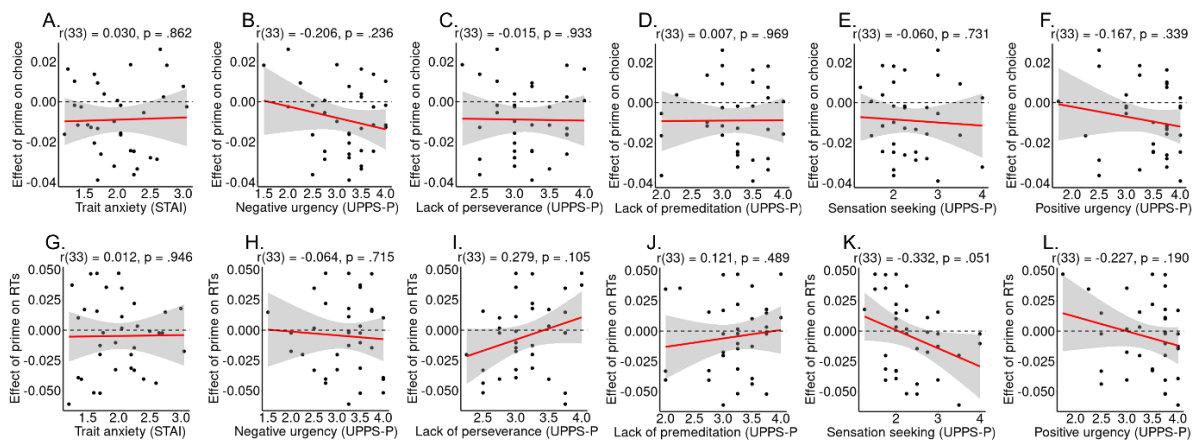 A. B. C. D. E. F.
r(33) = 0.030, p = .862 r(33) = -0.206, p = .236 r(33) = -0.015, p = .933 r(33) = 0.007, p = .969 r(33) = -0.060, p = .731 r(33) = -0.167, p = .339
Effect of prime on choice
0.02
0.00
-0.02
-0.04
1.5 2.0 2.5 3.0
Trait anxiety (STAI)
Effect of prime on choice
0.02
0.00
-0.02
-0.04
1.5 2.0 2.5 3.0 3.5 4.0
Negative urgency (UPPS-P)
Effect of prime on choice
0.02
0.00
-0.02
-0.04
2.5 3.0 3.5 4.0
Lack of perseverance (UPPS-P)
Effect of prime on choice
0.02
0.00
-0.02
-0.04
2.0 2.5 3.0 3.5 4.0
Lack of premeditation (UPPS-P)
Effect of prime on choice
0.02
0.00
-0.02
-0.04
2 3 4
Sensation seeking (UPPS-P)
Effect of prime on choice
0.02
0.00
-0.02
-0.04
2.0 2.5 3.0 3.5 4.0
Positive urgency (UPPS-P)
G. H. I. J. K. L.
r(33) = 0.012, p = .946 r(33) = -0.064, p = .715 r(33) = 0.279, p = .105 r(33) = 0.121, p = .489 r(33) = -0.332, p = .051 r(33) = -0.227, p = .190
Effect of prime on RTs
0.050
0.025
0.000
-0.025
-0.050
1.5 2.0 2.5 3.0
Trait anxiety (STAI)
Effect of prime on RTs
0.050
0.025
0.000
-0.025
-0.050
1.5 2.0 2.5 3.0 3.5 4.0
Negative urgency (UPPS-P)
Effect of prime on RTs
0.050
0.025
0.000
-0.025
-0.050
2.5 3.0 3.5 4.0
Lack of perseverance (UPPS-P)
Effect of prime on RTs
0.050
0.025
0.000
-0.025
-0.050
2.0 2.5 3.0 3.5 4.0
Lack of premeditation (UPPS-P
Effect of prime on RTs
0.050
0.025
0.000
-0.025
-0.050
2 3 4
Sensation seeking (UPPS-P)
Effect of prime on RTs
0.050
0.025
0.000
-0.025
-0.050
2.0 2.5 3.0 3.5 4.0
Positive urgency (UPPS-P)